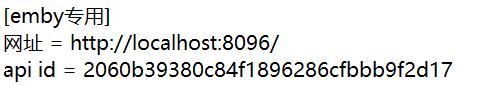 [emby专用]
网址 = http://localhost:8096/
api id = 2060b39380c84f1896286cfbbb9f2d17